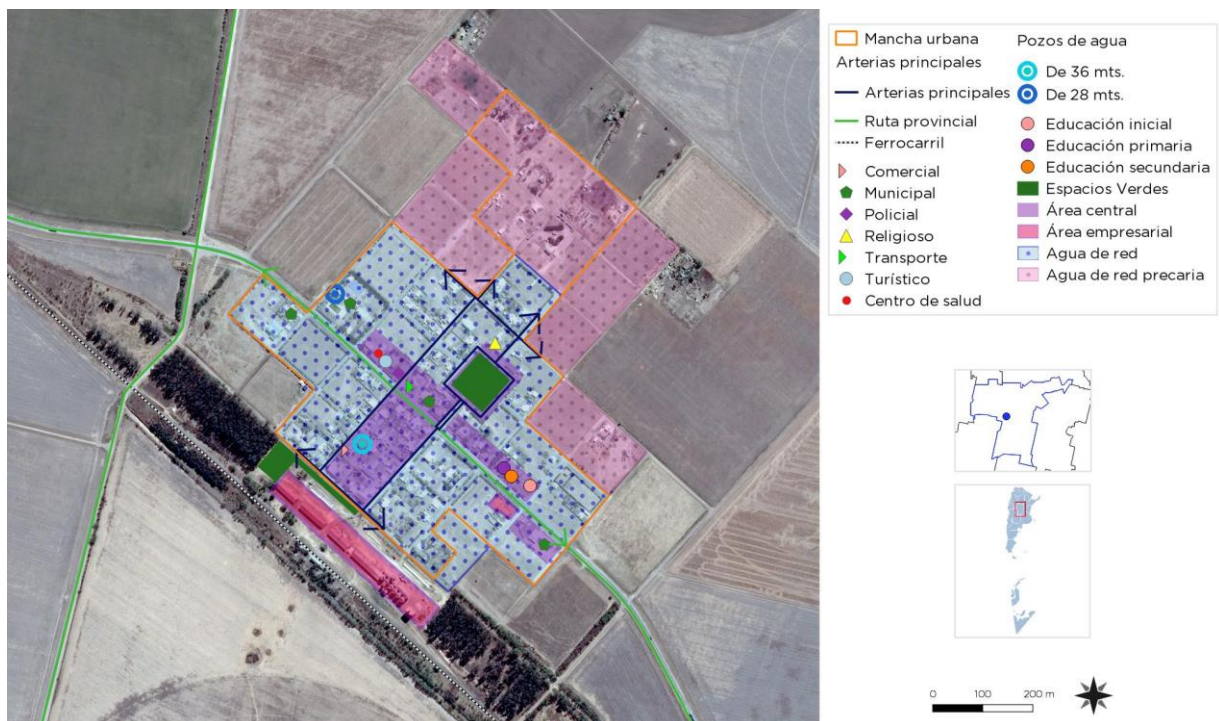 Mancha urbana
Arterias principales
Arterias principales
Ruta provincial
Ferrocarril
Comercial
Municipal
Policial
Religioso
Transporte
Turístico
Centro de salud
Pozos de agua
De 36 mts.
De 28 mts.
Educación inicial
Educación primaria
Educación secundaria
Espacios Verdes
Área central
Área empresarial
Agua de red
Agua de red precaria
0 100 200 m